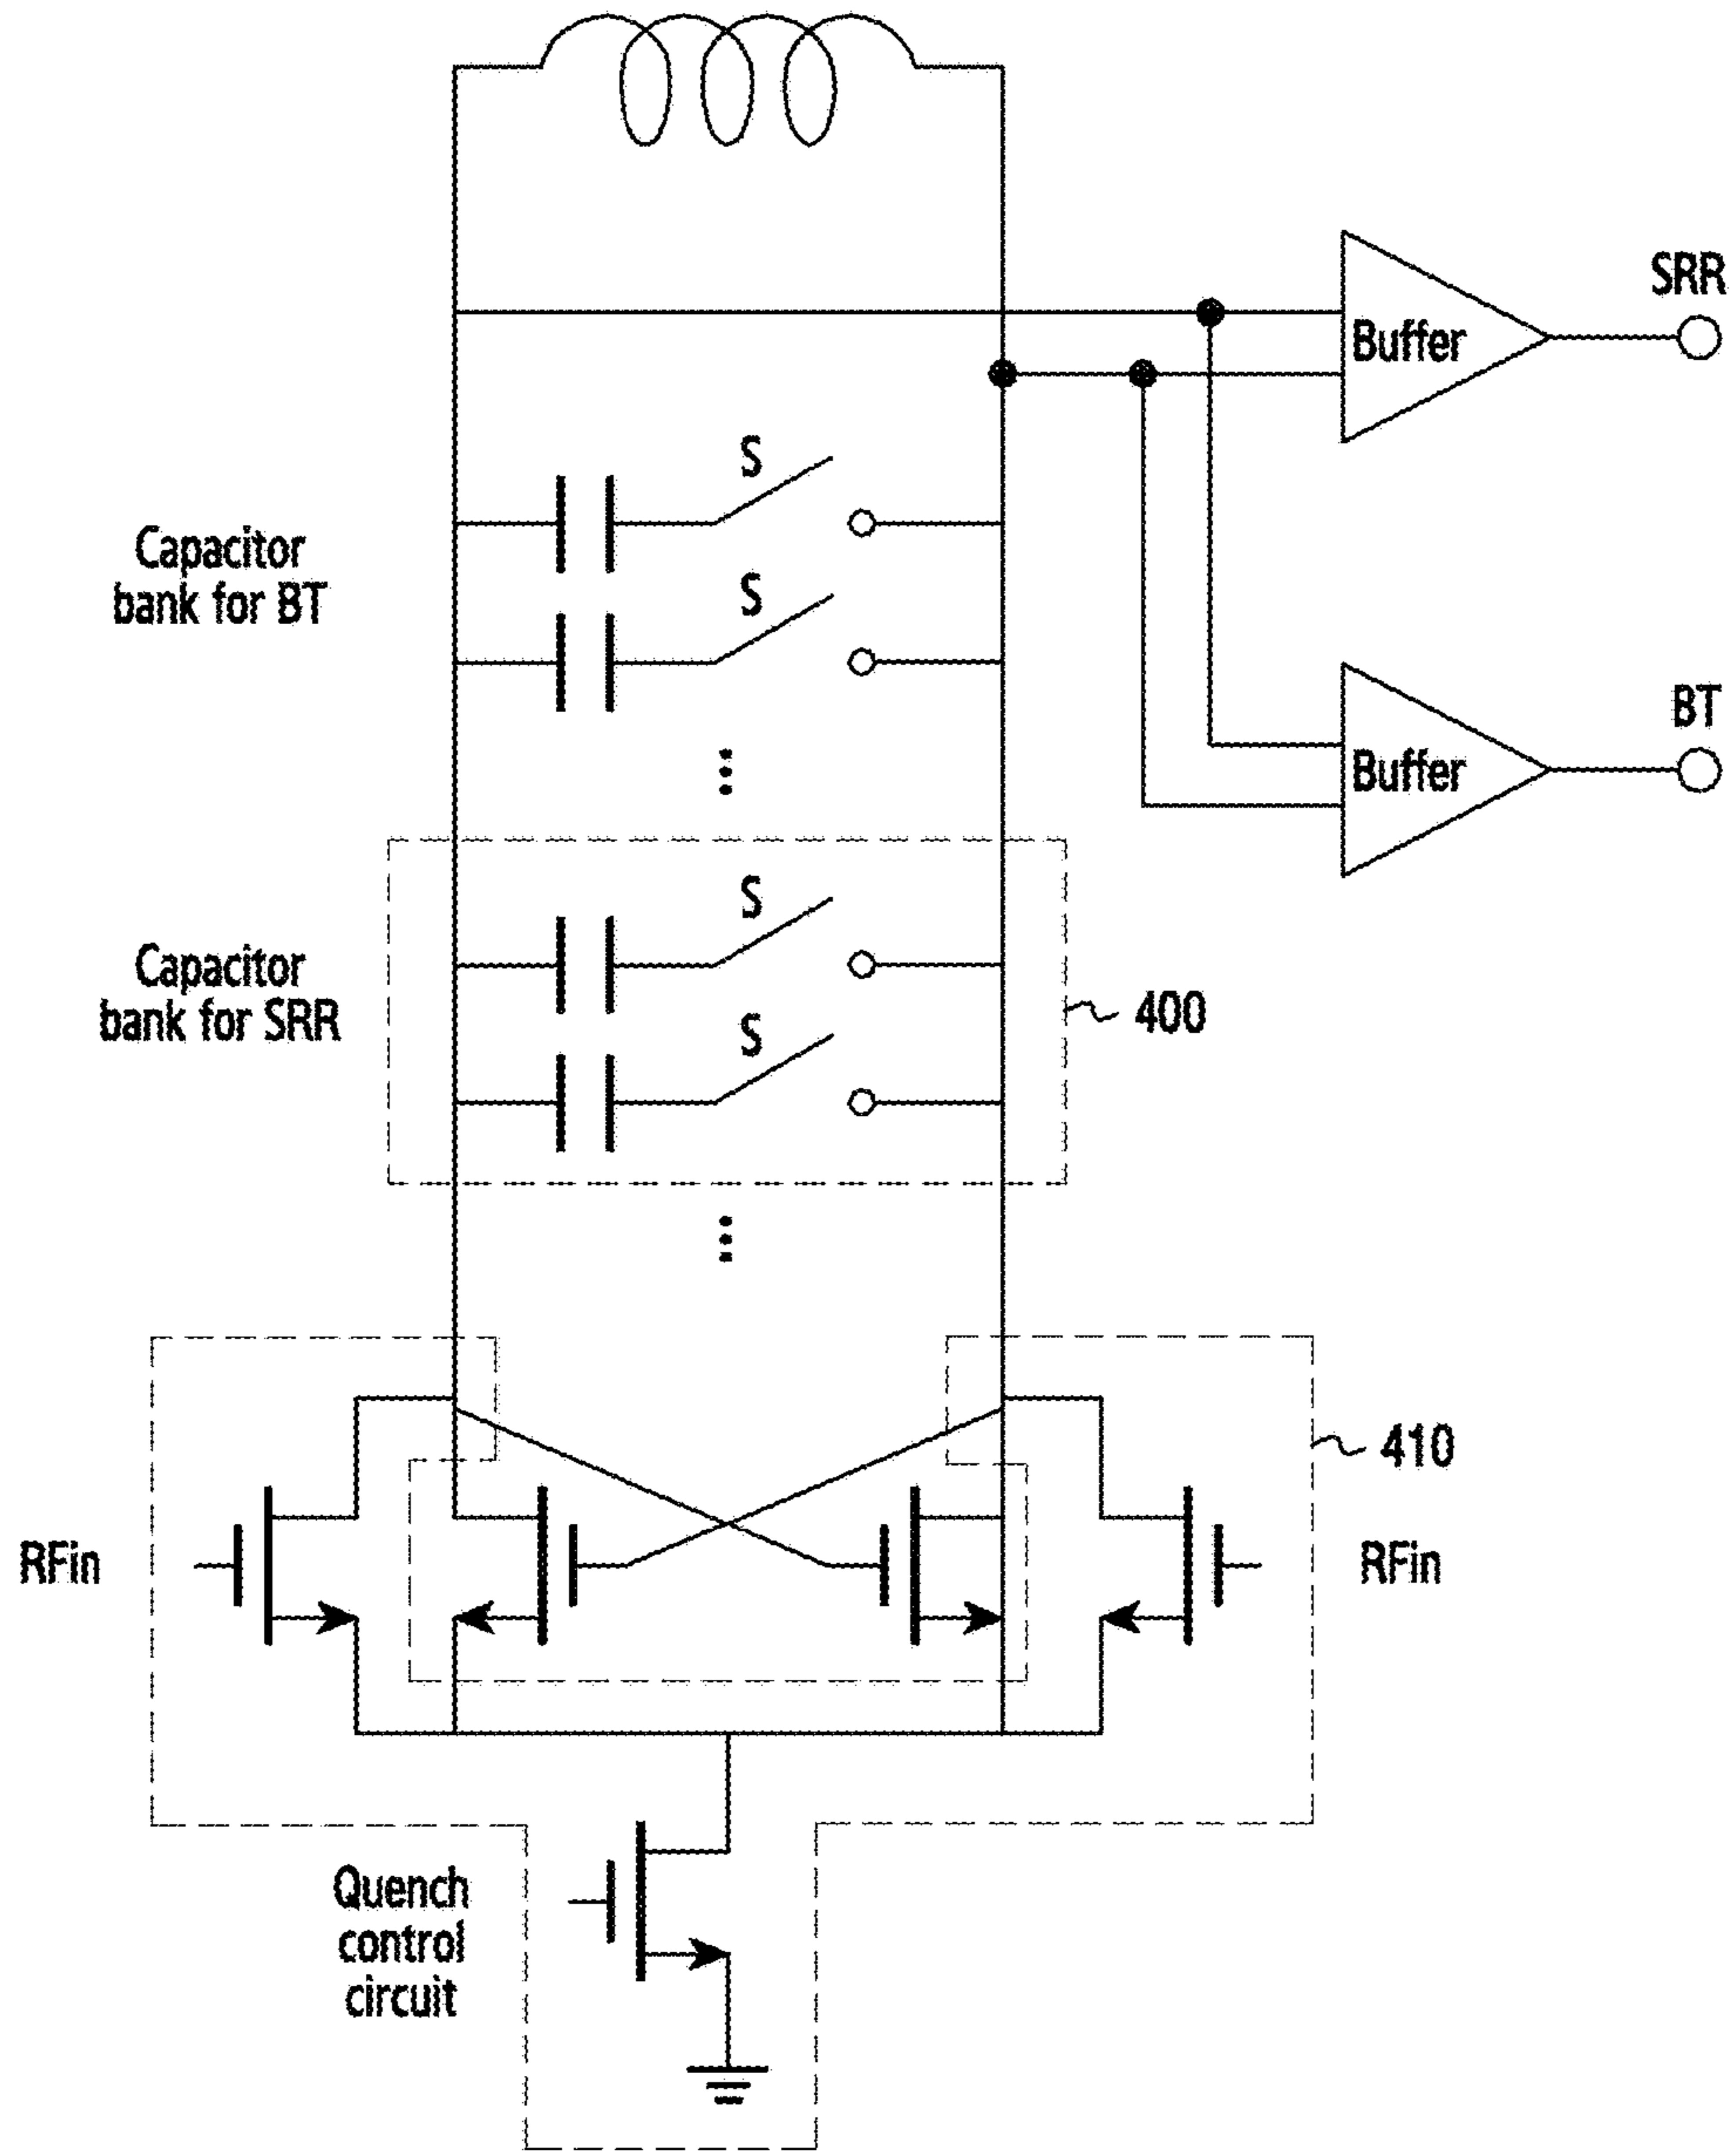 SRR
Buffer
S
Capacitor
bank for BT
S
BT
Buffer
S
Capacitor
bank for SRR
400
S
410
RFin
RFin
Quench
control
circuit